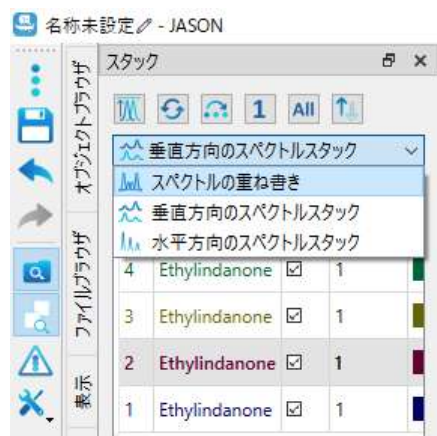 名称未設定 - JASON
スタック
1 All
垂直方向のスペクトルスタック
スペクトルの重ね書き
垂直方向のスペクトルスタック
水平方向のスペクトルスタック
4 Ethylindanone 1
3 Ethylindanone 1
2 Ethylindanone 1
1 Ethylindanone 1
オブジェクトブラウザ
ファイルブラウザ
表示